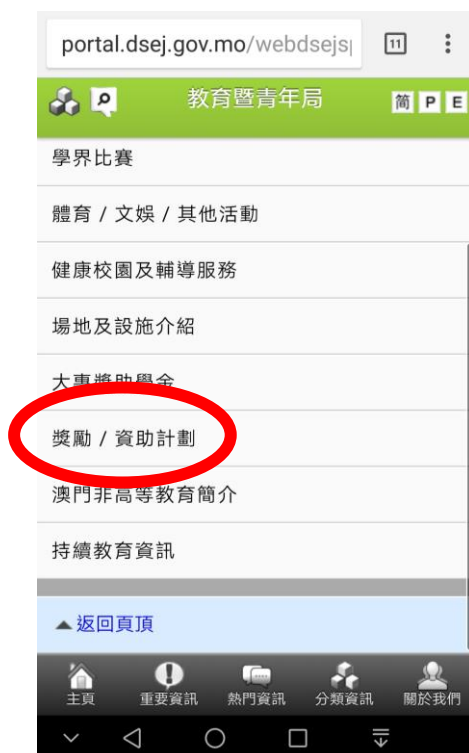 portal.dsej.gov.mo/webdsejs
11
教育暨青年局
简 P E
學界比賽
體育 / 文娛 / 其他活動
健康校園及輔導服務
場地及設施介紹
大專獎助學金
獎勵 / 資助計劃
澳門非高等教育簡介
持續教育資訊
▲返回頁頂
主頁 重要資訊 熱門資訊 分類資訊 關於我們